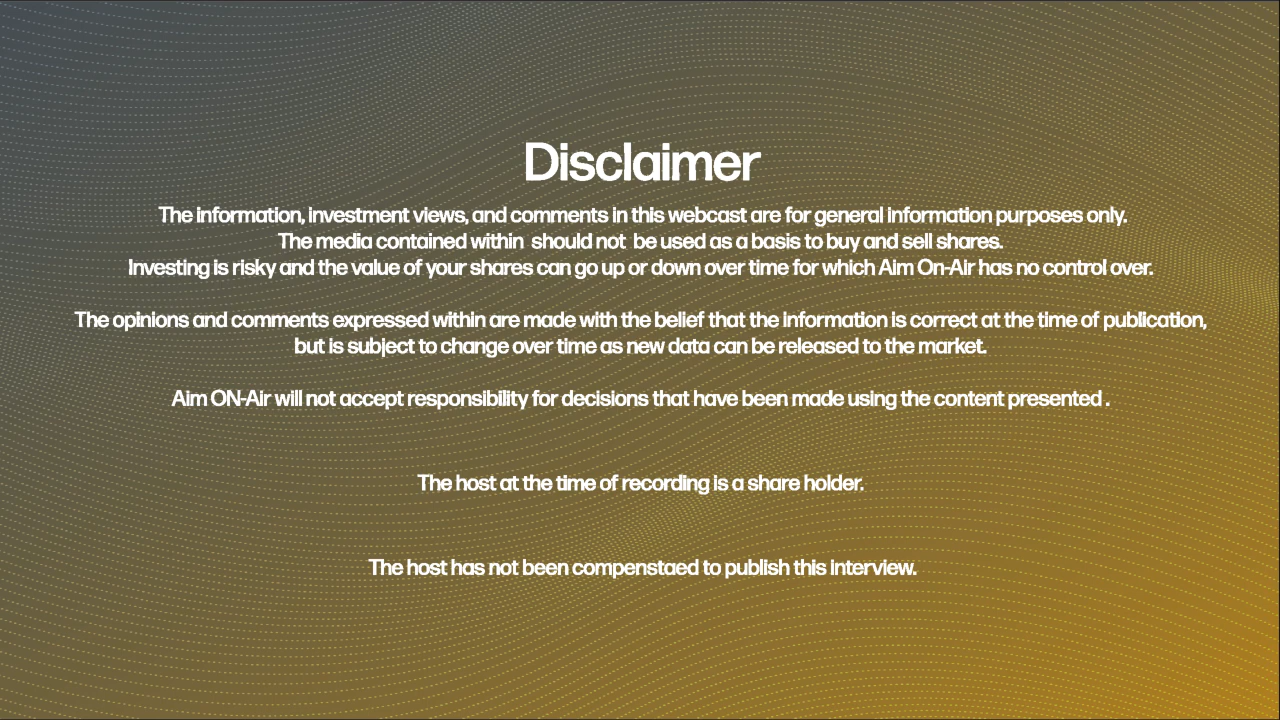 Disclaimer
The information, investment views, and comments in this webcast are for general information purposes only.
The media contained within  should not  be used as a basis to buy and sell shares.
Investing is risky and the value of your shares can go up or down over time for which Aim On-Air has no control over.
The opinions and comments expressed within are made with the belief that the information is correct at the time of publication,
but is subject to change over time as new data can be released to the market.
Aim ON-Air will not accept responsibility for decisions that have been made using the content presented .
The host at the time of recording is a share holder.
The host has not been compenstaed to publish this interview.